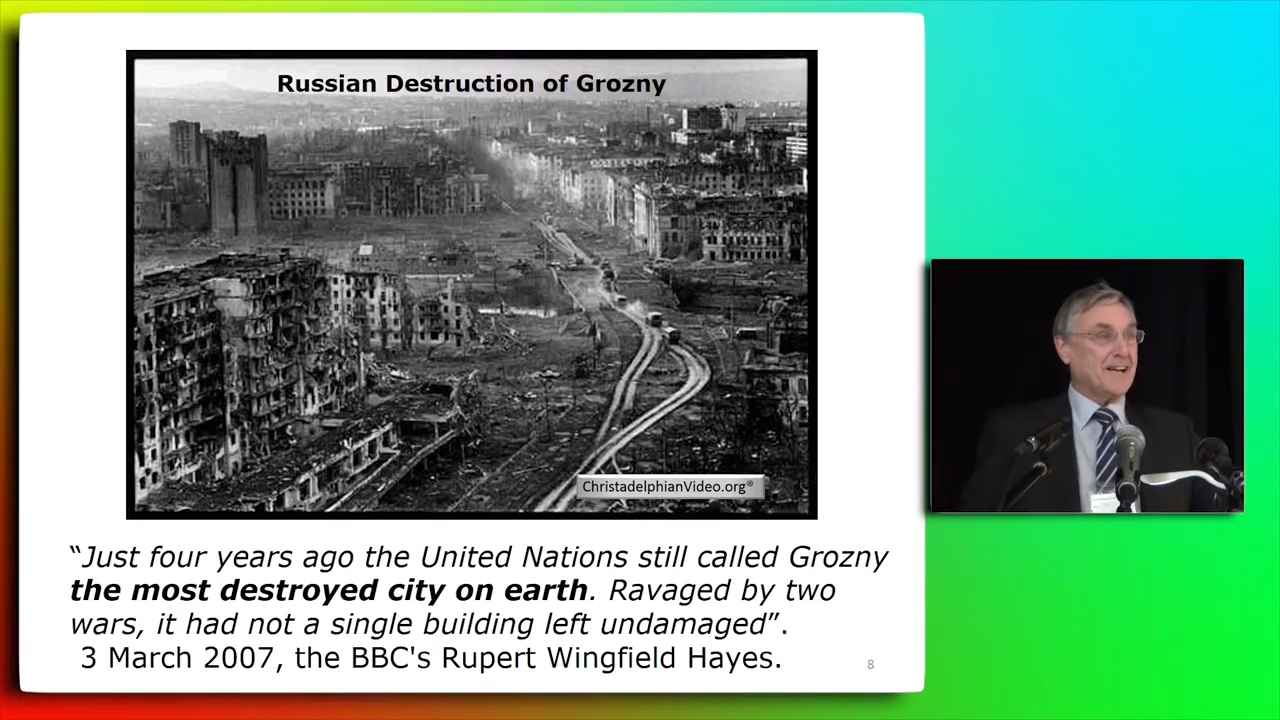 Russian Destruction of Grozny
ChristadelphianVideo.org®
“Just four years ago the United Nations still called Grozny
the most destroyed city on earth. Ravaged by two
wars, it had not a single building left undamaged”.
3 March 2007, the BBC's Rupert Wingfield Hayes.
8